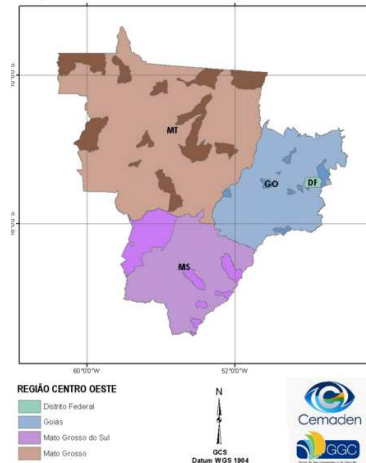 MT
GO
DF
MS
60°0'0"W
52°0'0"W
REGIÃO CENTRO OESTE
Distrito Federal
Goiás
Mato Grosso do Sul
Mato Grosso
N
GCS
Datum WGS 1984
Cemaden
GGC